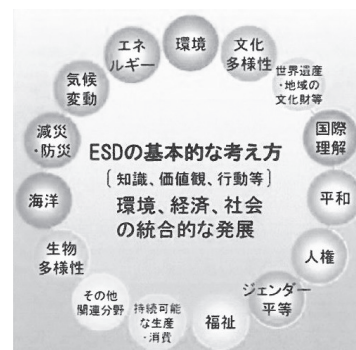 環境
文化
多様性
世界遺産
・地域の
文化財等
国際
理解
平和
人権
ジェンダー
平等
福祉
持続可能
な生産
・消費
その他
関連分野
生物
多様性
海洋
減災
・防災
気候
変動
エネ
ルギー
ESDの基本的な考え方
[知識、価値観、行動等]
環境、経済、社会
の統合的な発展